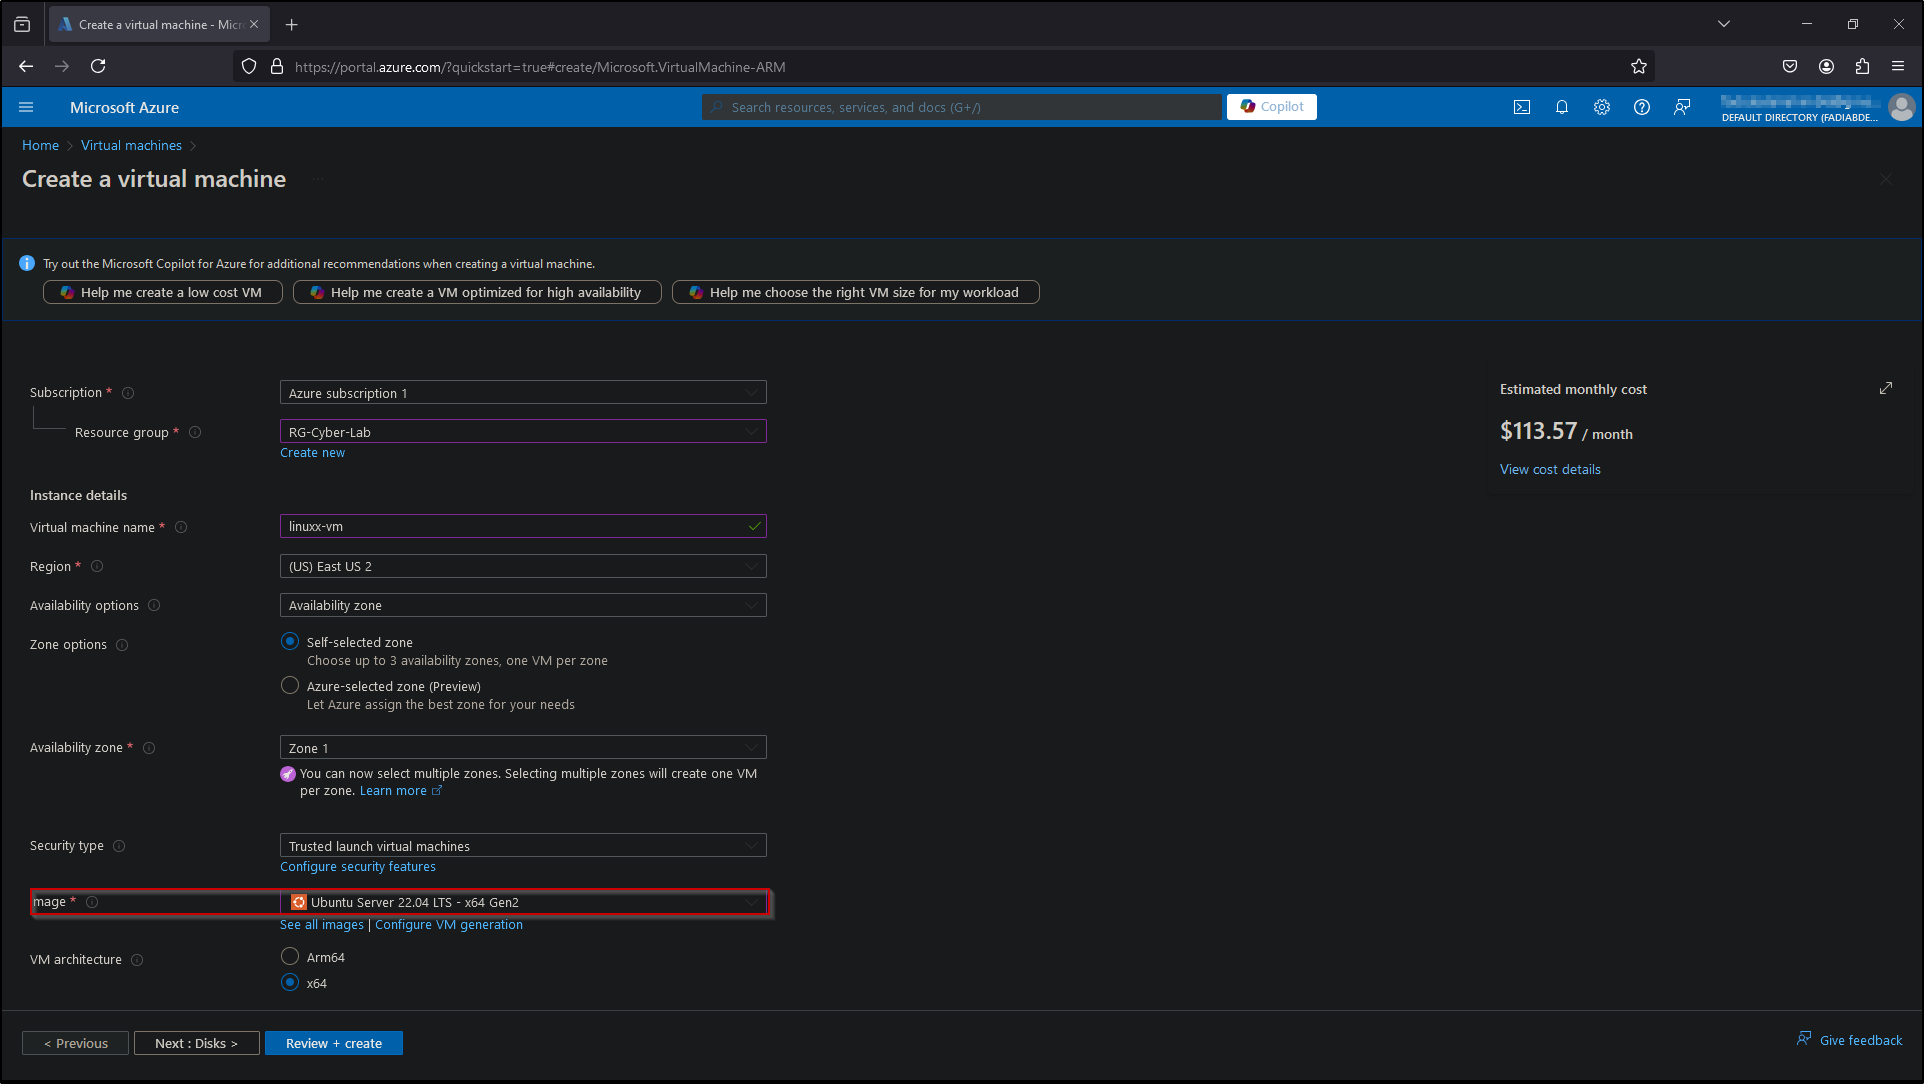 Create a virtual machine - Micr
https://portal.azure.com/?quickstart=true#create/Microsoft.VirtualMachine-ARM
Microsoft Azure
Search resources, services, and docs (G+/)
Copilot
DEFAULT DIRECTORY (FADIABDE...
Home > Virtual machines >
Create a virtual machine ...
Try out the Microsoft Copilot for Azure for additional recommendations when creating a virtual machine.
Help me create a low cost VM
Help me create a VM optimized for high availability
Help me choose the right VM size for my workload
Subscription *
Azure subscription 1
Resource group *
RG-Cyber-Lab
Create new
Estimated monthly cost
$113.57 / month
View cost details
Instance details
Virtual machine name *
linuxx-vm
Region *
(US) East US 2
Availability options
Availability zone
Zone options
Self-selected zone
Choose up to 3 availability zones, one VM per zone
Azure-selected zone (Preview)
Let Azure assign the best zone for your needs
Availability zone *
Zone 1
You can now select multiple zones. Selecting multiple zones will create one VM
per zone. Learn more
Security type
Trusted launch virtual machines
Configure security features
mage *
Ubuntu Server 22.04 LTS - x64 Gen2
See all images | Configure VM generation
VM architecture
Arm64
x64
< Previous
Next : Disks >
Review + create
Give feedback